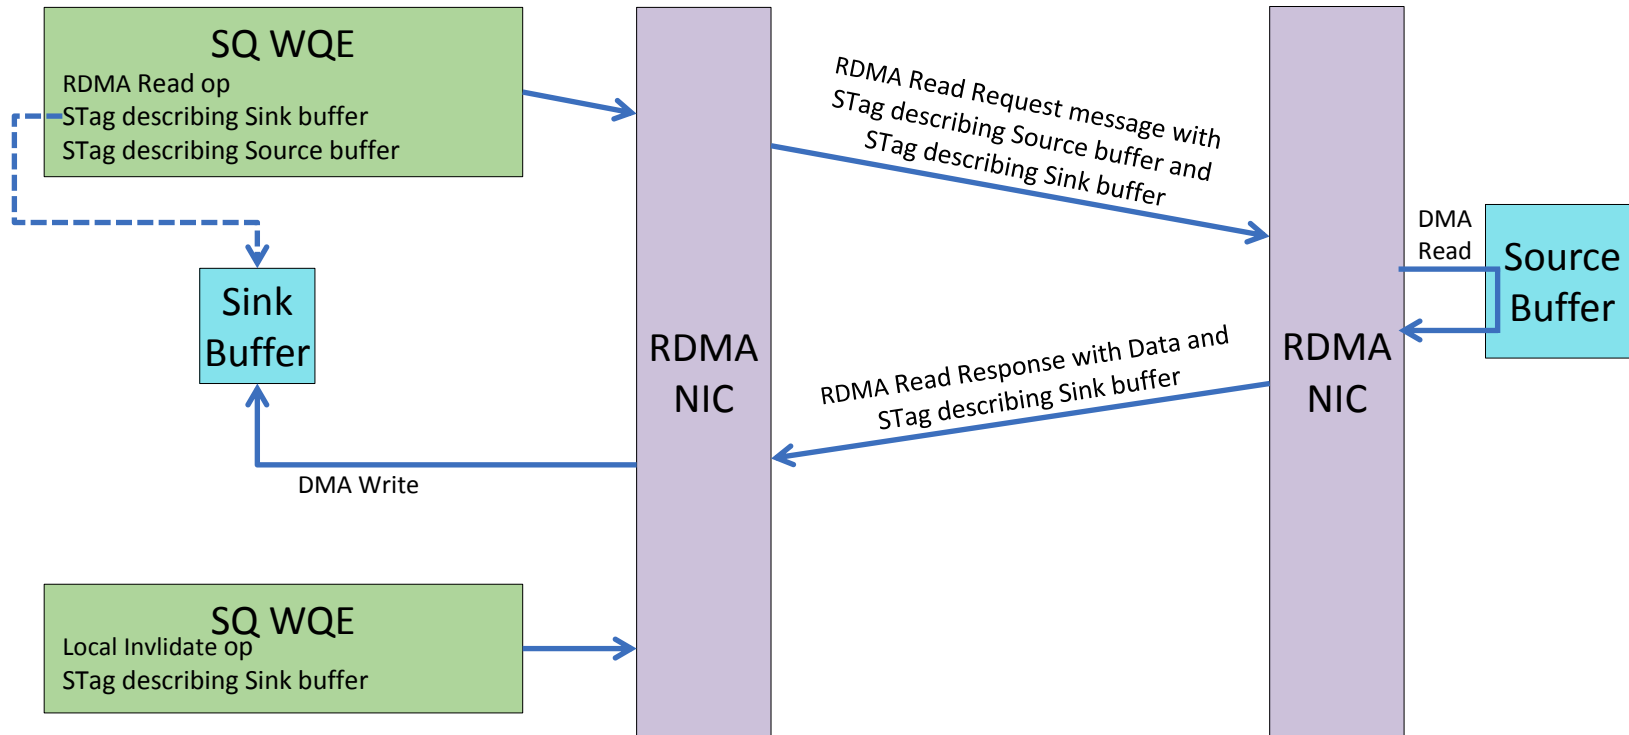 SQ WQE
RDMA Read op
STag describing Sink buffer
STag describing Source buffer
RDMA Read Request message with
STag describing Source buffer and
STag describing Sink buffer
DMA
Read
Source
Buffer
Sink
Buffer
RDMA
NIC
RDMA Read Response with Data and
STag describing Sink buffer
RDMA
NIC
DMA Write
SQ WQE
Local Invlidate op
STag describing Sink buffer